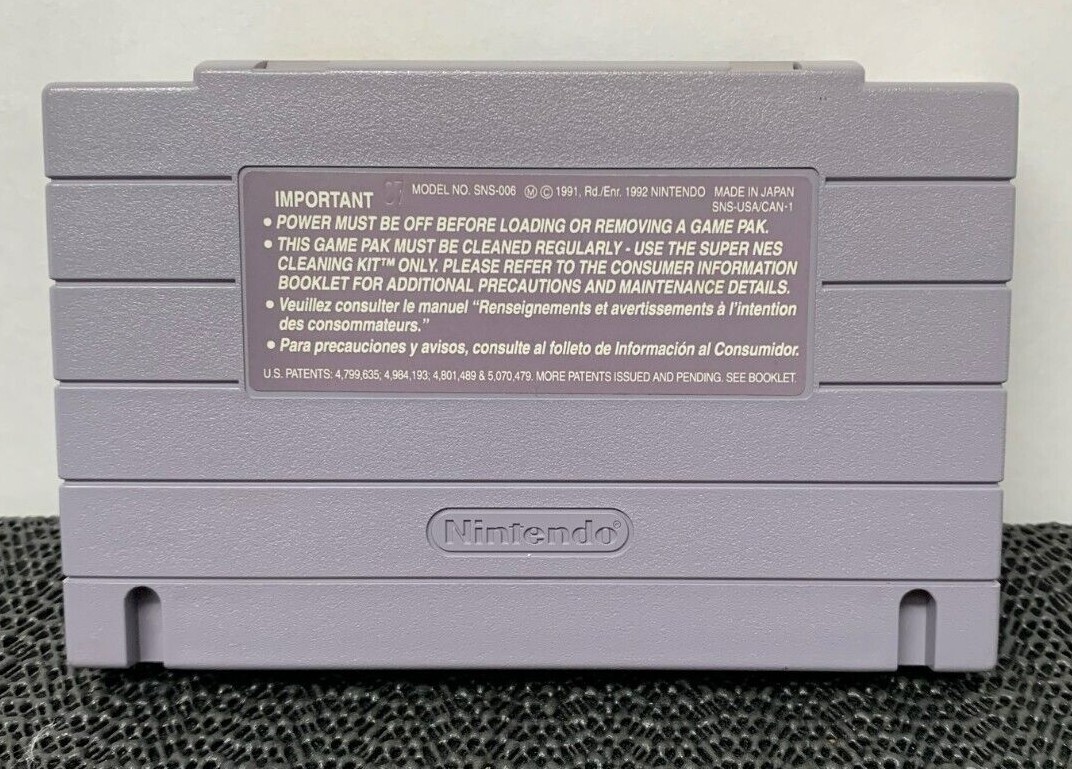 IMPORTANT 07 MODEL NO. SNS-006 Ⓜ © 1991, Rd./Enr. 1992 NINTENDO MADE IN JAPAN
SNS-USA/CAN-1
• POWER MUST BE OFF BEFORE LOADING OR REMOVING A GAME PAK.
• THIS GAME PAK MUST BE CLEANED REGULARLY - USE THE SUPER NES
CLEANING KIT™ ONLY. PLEASE REFER TO THE CONSUMER INFORMATION
BOOKLET FOR ADDITIONAL PRECAUTIONS AND MAINTENANCE DETAILS.
• Veuillez consulter le manuel “Renseignements et avertissements à l’intention
des consommateurs.”
• Para precauciones y avisos, consulte al folleto de Información al Consumidor.
U.S. PATENTS: 4,799,635; 4,984,193; 4,801,489 & 5,070,479. MORE PATENTS ISSUED AND PENDING. SEE BOOKLET.
Nintendo®